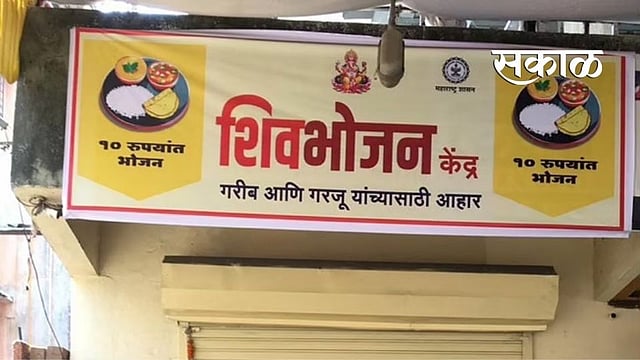 सकाळ
महाराष्ट्र शासन
१० रुपयांत
भोजन
शिवभोजन केंद्र
गरीब आणि गरजू यांच्यासाठी आहार
१० रुपयांत
भोजन